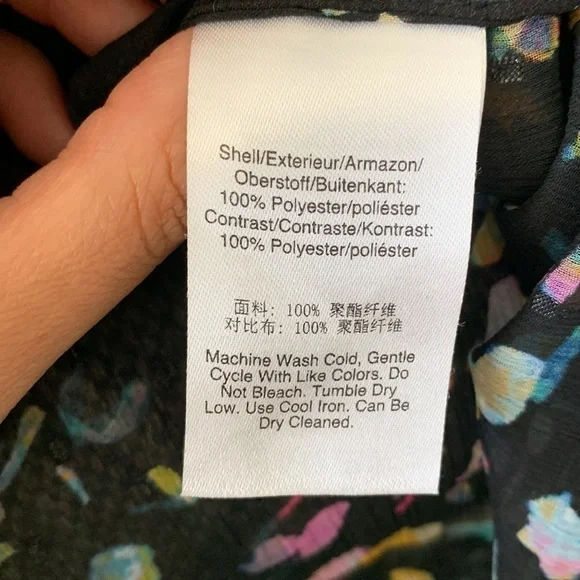 Shell/Exterieur/Armazon/
Oberstoff/Buitenkant:
100% Polyester/poliéster
Contrast/Contraste/Kontrast:
100% Polyester/poliéster
面料: 100% 聚酯纤维
对比布: 100% 聚酯纤维
Machine Wash Cold, Gentle
Cycle With Like Colors. Do
Not Bleach. Tumble Dry
Low. Use Cool Iron. Can Be
Dry Cleaned.